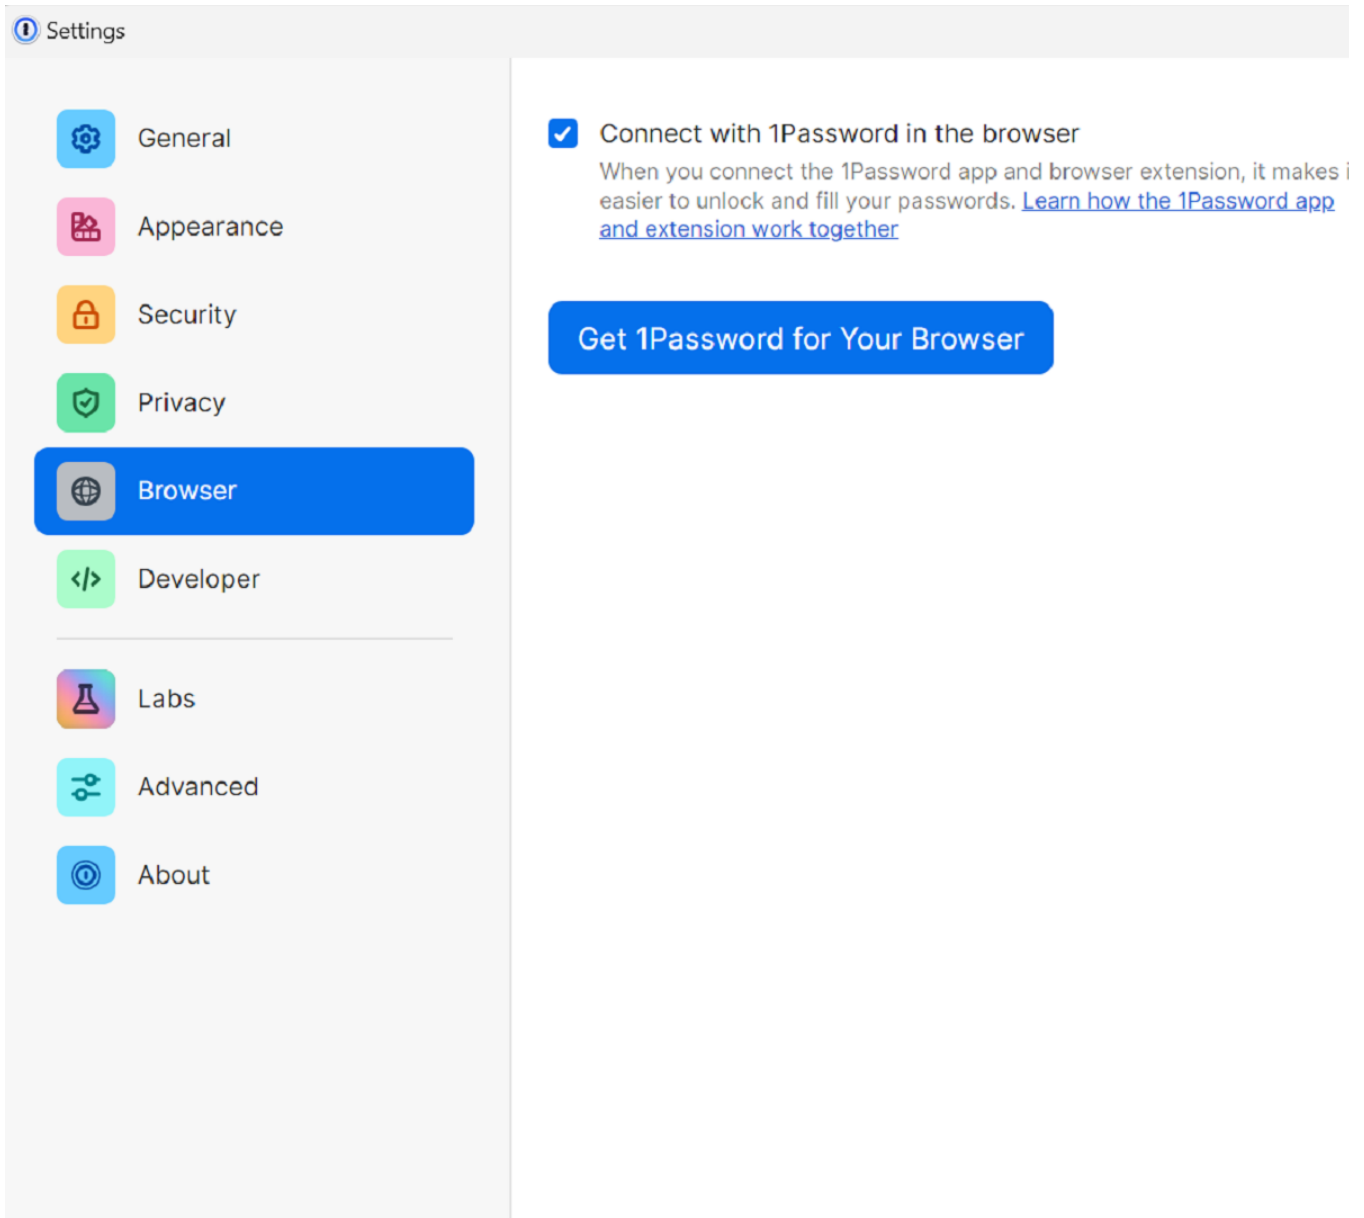 Settings
General
Appearance
Security
Privacy
Browser
Developer
Labs
Advanced
About
Connect with 1Password in the browser
When you connect the 1Password app and browser extension, it makes
easier to unlock and fill your passwords. Learn how the 1Password app
and extension work together
Get 1Password for Your Browser